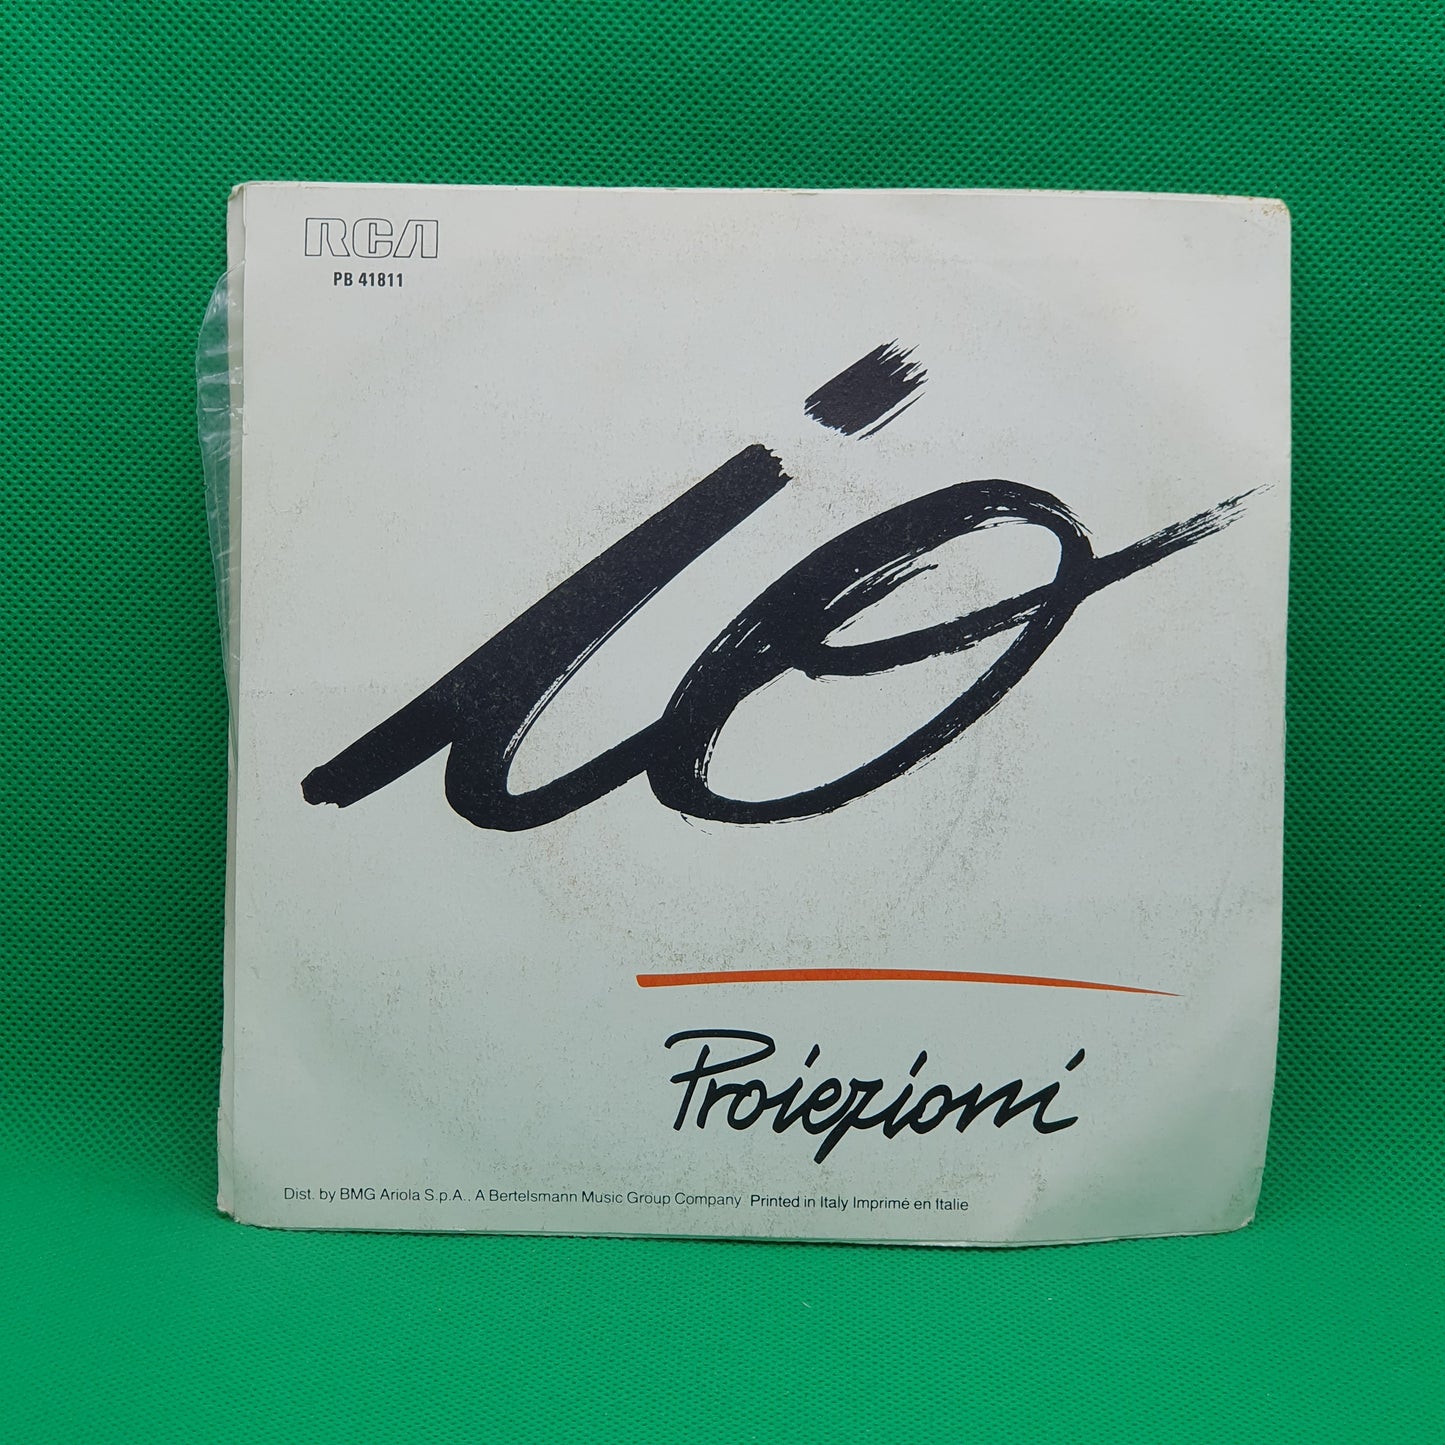 RCA
PB 41811
io
Proiezioni
Dist. by BMG Ariola S.p.A., A Bertelsmann Music Group Company Printed in Italy Imprimé en Italie